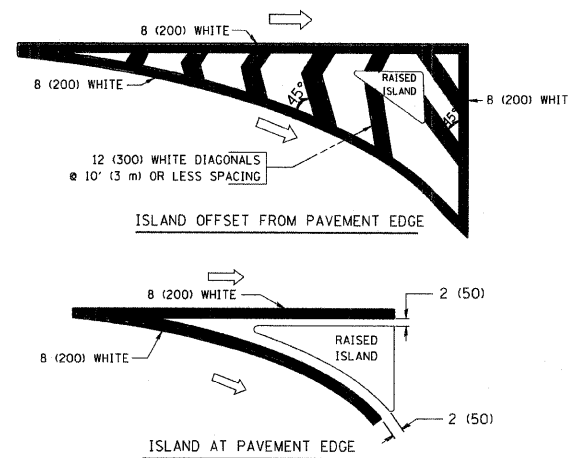 8 (200) WHITE
8 (200) WHITE
RAISED
ISLAND
45°
8 (200) WHIT
45°
12 (300) WHITE DIAGONALS
@ 10' (3 m) OR LESS SPACING
ISLAND OFFSET FROM PAVEMENT EDGE
8 (200) WHITE
2 (50)
RAISED
ISLAND
8 (200) WHITE
2 (50)
ISLAND AT PAVEMENT EDGE